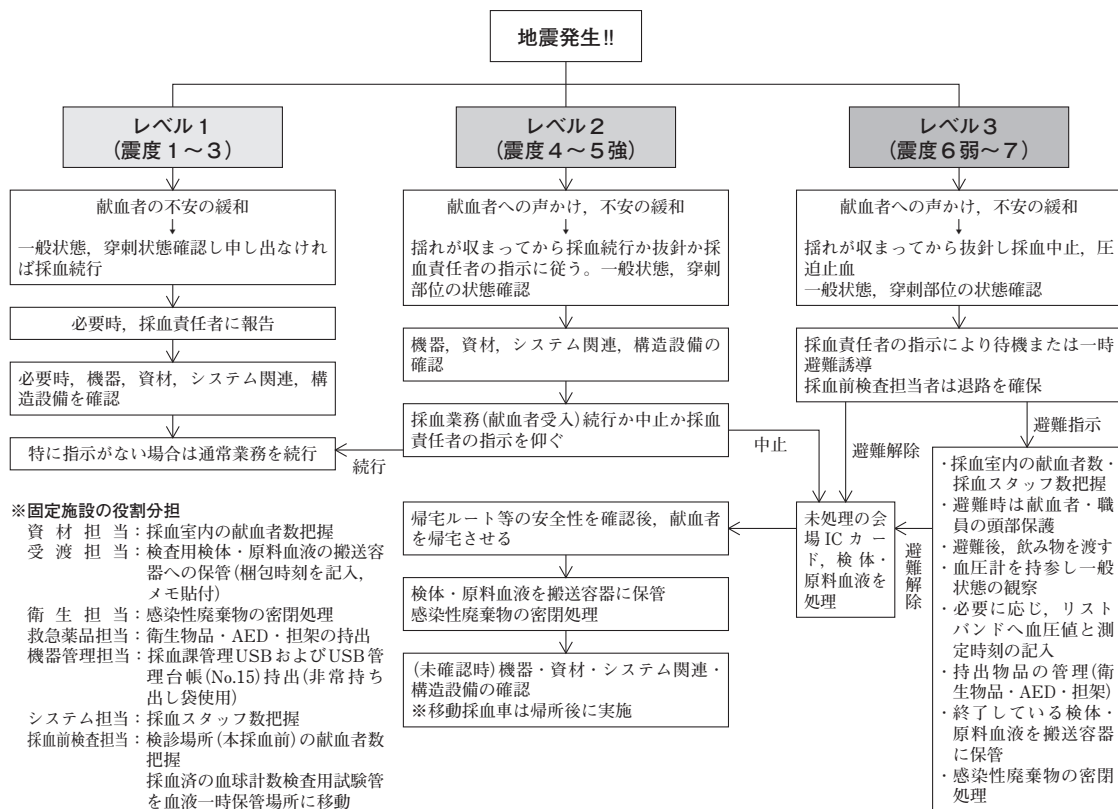 地震発生!!
レベル1
(震度1~3)
献血者の不安の緩和
一般状態,穿刺状態確認し申し出なけれ
ば採血続行
必要時,採血責任者に報告
必要時,機器,資材,システム関連,構
造設備を確認
特に指示がない場合は通常業務を続行
レベル2
(震度4~5強)
献血者への声かけ,不安の緩和
揺れが収まってから採血続行か抜針か採
血責任者の指示に従う。一般状態,穿刺
部位の状態確認
機器,資材,システム関連,構造設備の
確認
採血業務(献血者受入)続行か中止か採血
責任者の指示を仰ぐ
続行
中止
レベル3
(震度6弱~7)
献血者への声かけ,不安の緩和
揺れが収まってから抜針し採血中止,圧
迫止血
一般状態,穿刺部位の状態確認
採血責任者の指示により待機または一時
避難誘導
採血前検査担当者は退路を確保
避難解除
避難指示
・採血室内の献血者数・
採血スタッフ数把握
・避難時は献血者・職
員の頭部保護
・避難後,飲み物を渡す
・血圧計を持参し一般
状態の観察
・必要に応じ,リスト
バンドへ血圧値と測
定時刻の記入
・持出物品の管理(衛
生物品・AED・担架)
・終了している検体・
原料血液を搬送容器
に保管
・感染性廃棄物の密閉
処理
避難解除
未処理の会
場ICカー
ド,検体・
原料血液を
処理
帰宅ルート等の安全性を確認後,献血者
を帰宅させる
検体・原料血液を搬送容器に保管
感染性廃棄物の密閉処理
(未確認時)機器・資材・システム関連・
構造設備の確認
※移動採血車は帰所後に実施
※固定施設の役割分担
資材担当:採血室内の献血者数把握
受渡担当:検査用検体・原料血液の搬送容
器への保管(梱包時刻を記入,
メモ貼付)
衛生担当:感染性廃棄物の密閉処理
救急薬品担当:衛生物品・AED・担架の持出
機器管理担当:採血課管理USBおよびUSB管
理台帳(No.15)持出(非常持ち
出し袋使用)
システム担当:採血スタッフ数把握
採血前検査担当:検診場所(本採血前)の献血者数
把握
採血済の血球計数検査用試験管
を血液一時保管場所に移動